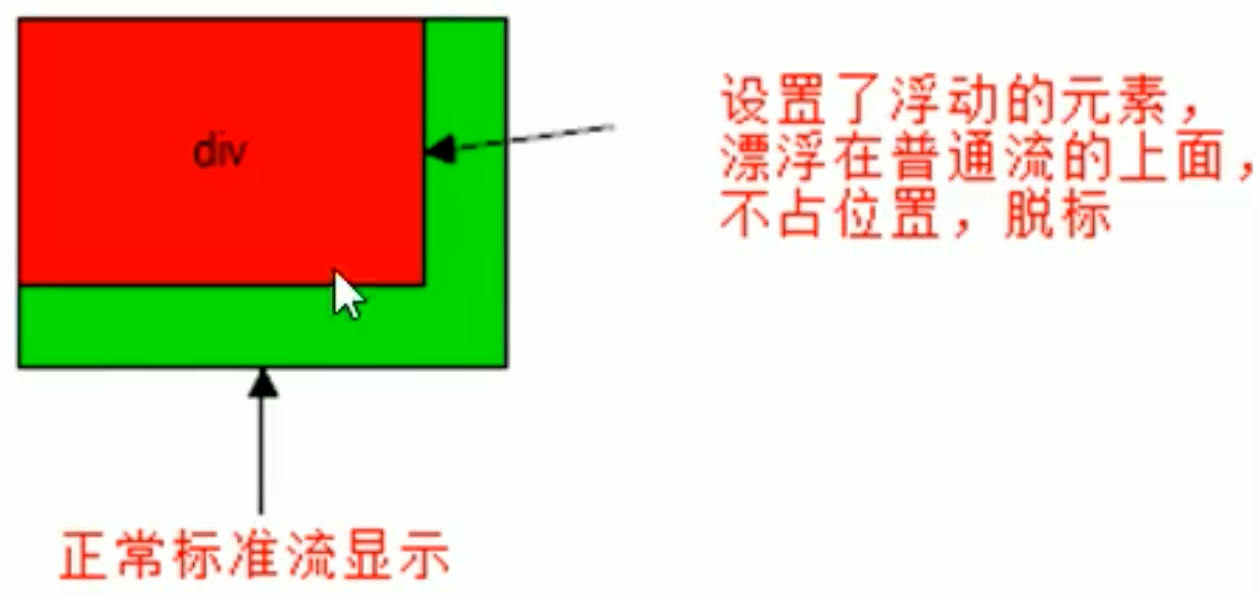 div
设置了浮动的元素，
漂浮在普通流的上面，
不占位置，脱标
正常标准流显示